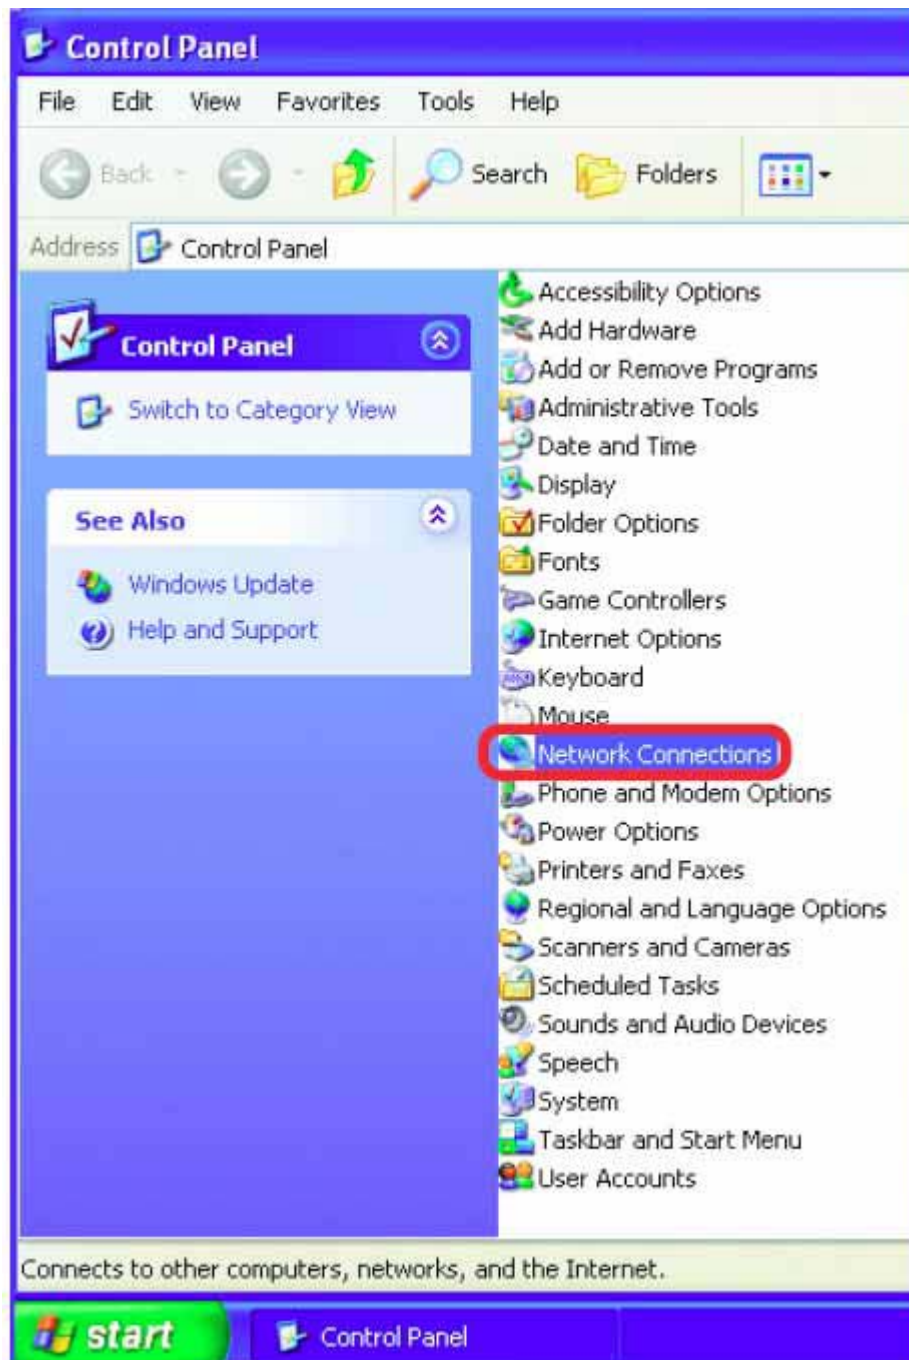 Control Panel
File Edit View Favorites Tools Help
Back Search Folders
Address Control Panel
Control Panel
Switch to Category View
See Also
Windows Update
Help and Support
Accessibility Options
Add Hardware
Add or Remove Programs
Administrative Tools
Date and Time
Display
Folder Options
Fonts
Game Controllers
Internet Options
Keyboard
Mouse
Network Connections
Phone and Modem Options
Power Options
Printers and Faxes
Regional and Language Options
Scanners and Cameras
Scheduled Tasks
Sounds and Audio Devices
Speech
System
Taskbar and Start Menu
User Accounts
Connects to other computers, networks, and the Internet.
start Control Panel